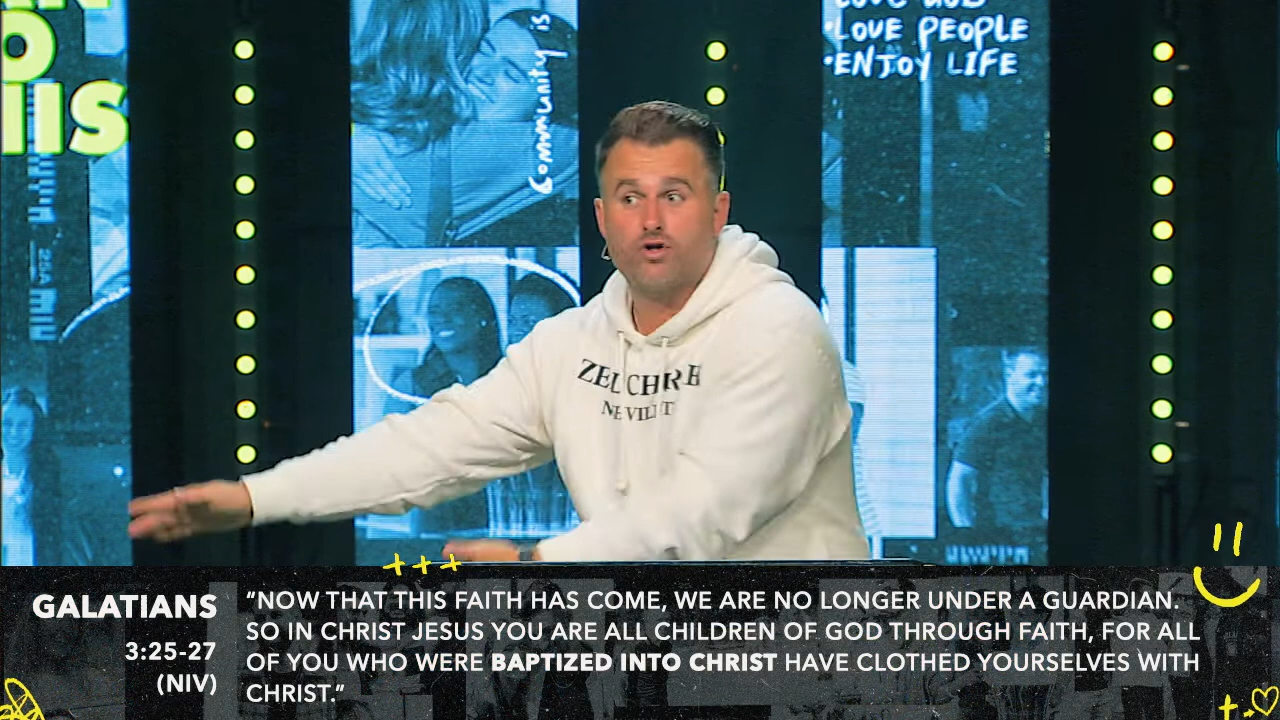 IIS
Community is
•LOVE PEOPLE
•ENJOY LIFE
GALATIANS
3:25-27
(NIV)
“NOW THAT THIS FAITH HAS COME, WE ARE NO LONGER UNDER A GUARDIAN.
SO IN CHRIST JESUS YOU ARE ALL CHILDREN OF GOD THROUGH FAITH, FOR ALL
OF YOU WHO WERE BAPTIZED INTO CHRIST HAVE CLOTHED YOURSELVES WITH
CHRIST.”